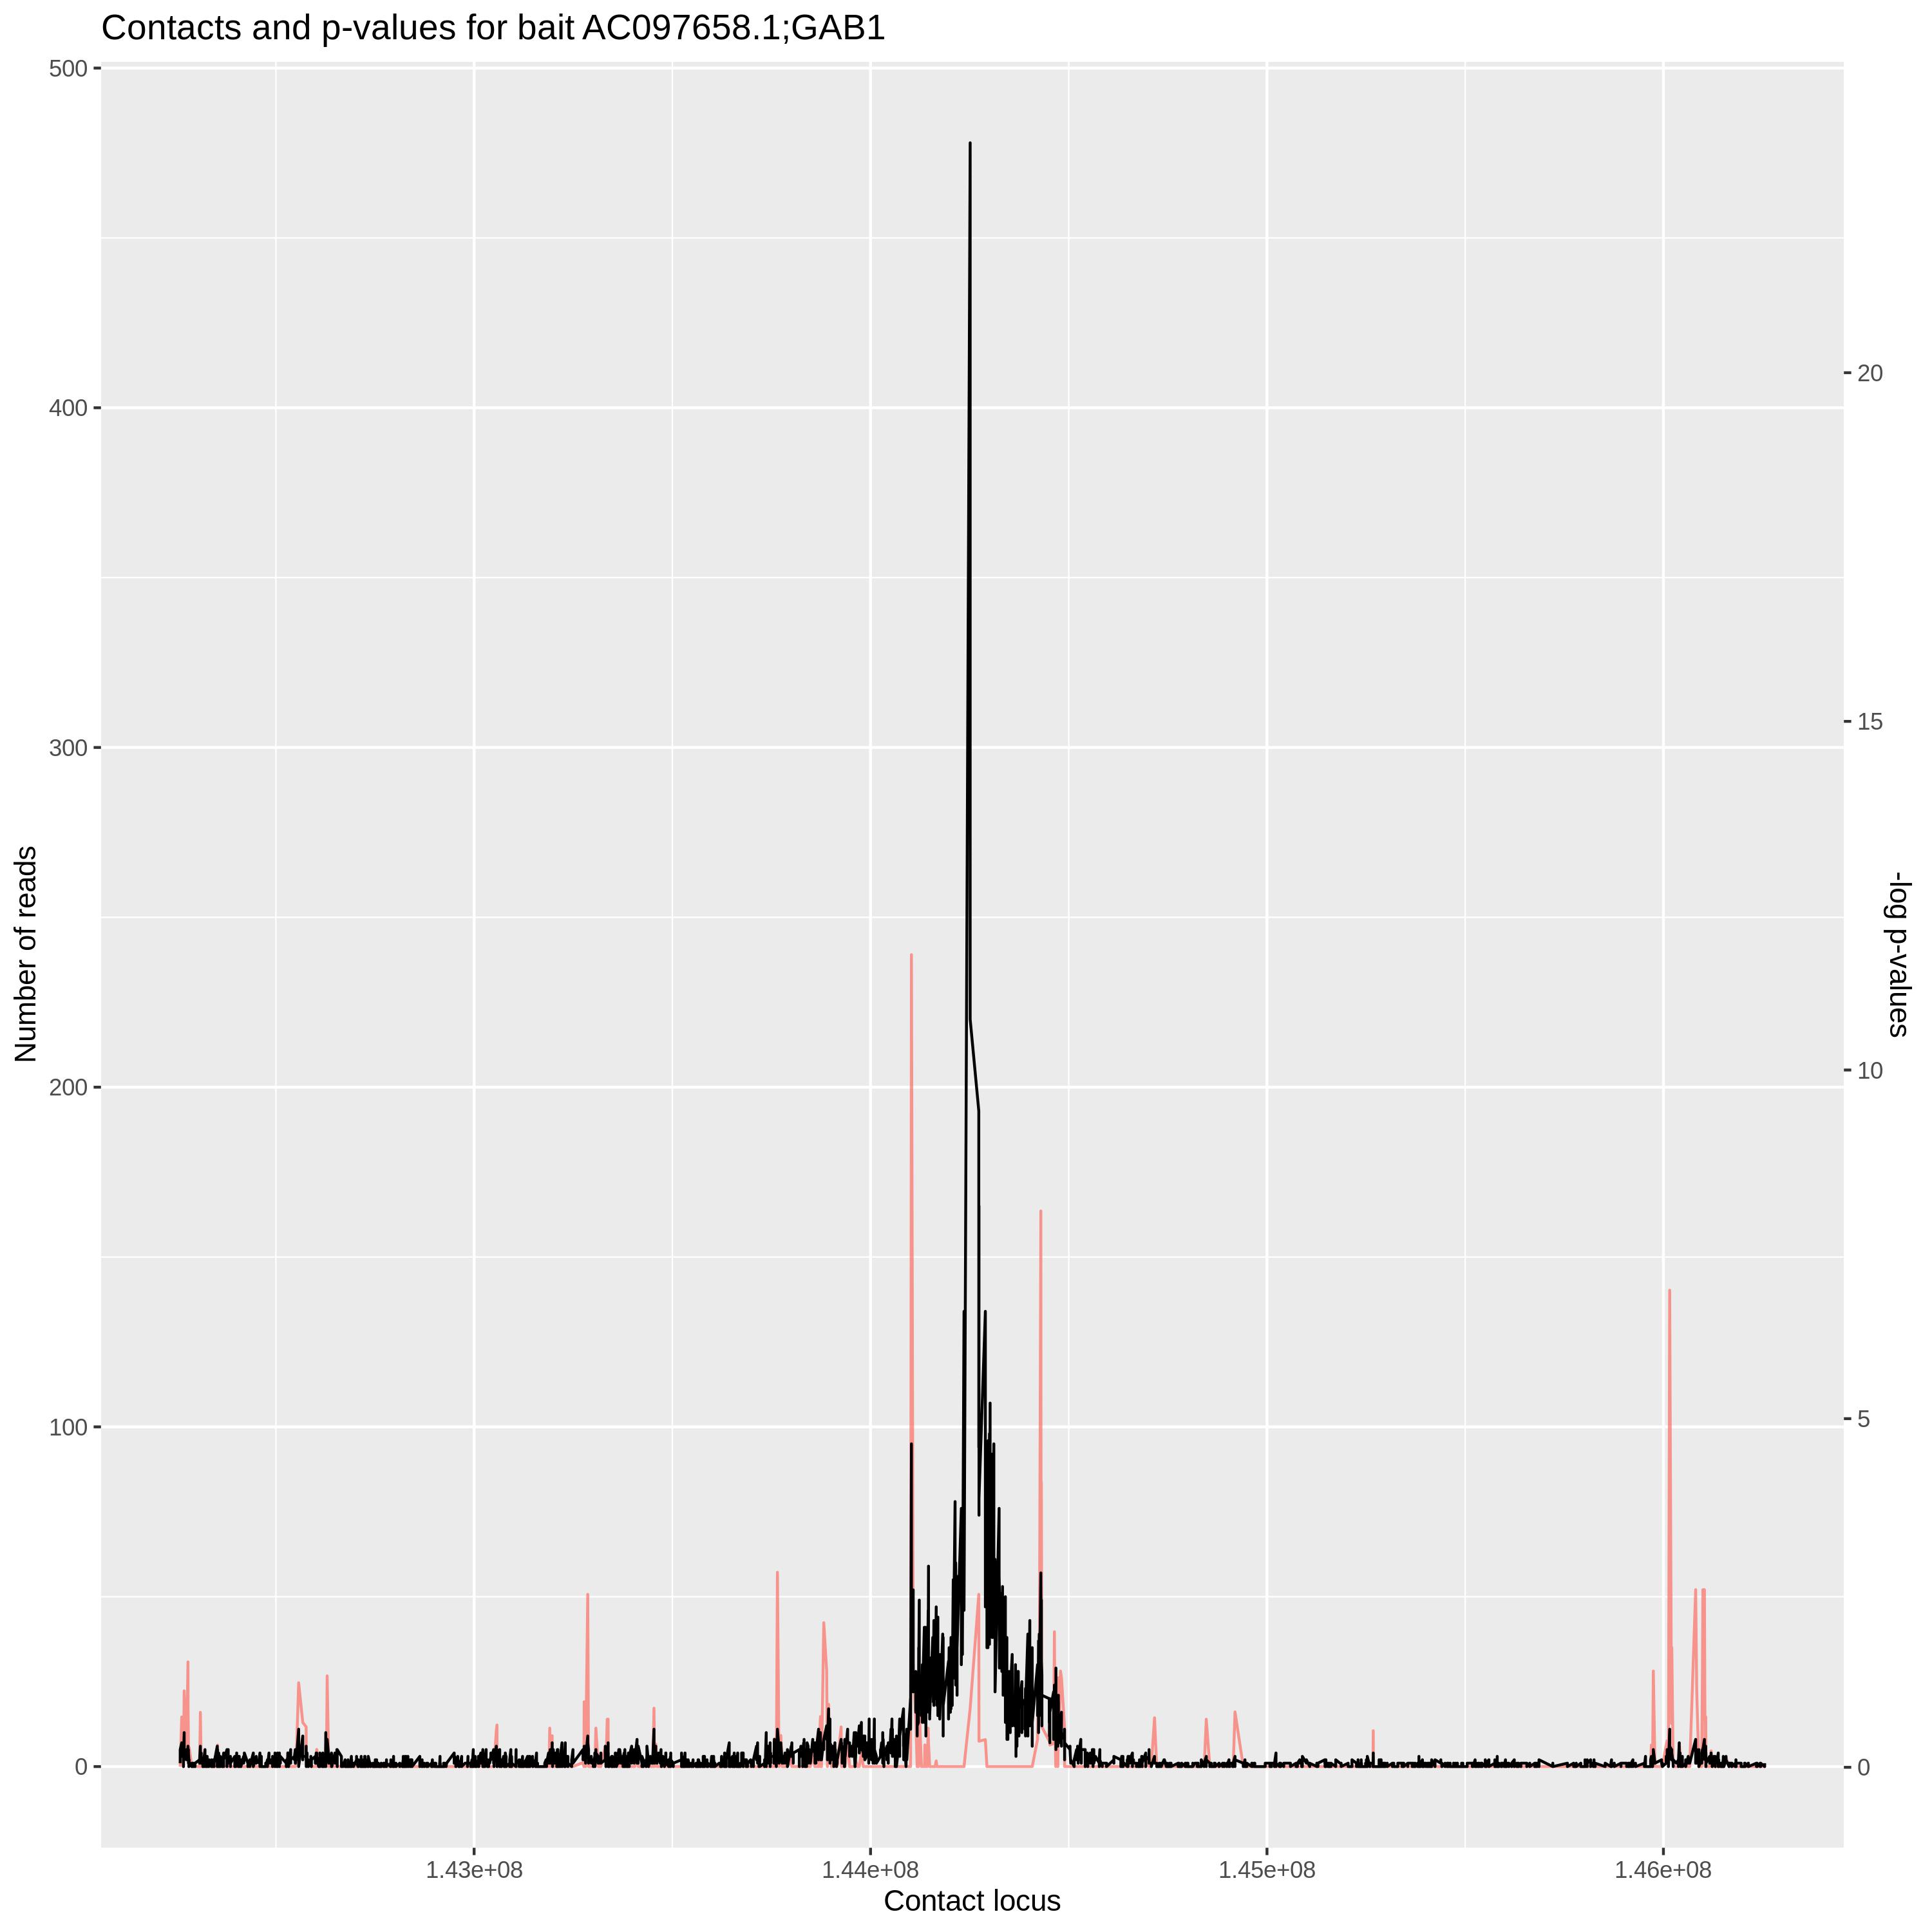 Contacts and p-values for bait AC097658.1;GAB1
500
400
300
200
100
0
Number of reads
20
15
10
5
0
-log p-values
1.43e+08
1.44e+08
1.45e+08
1.46e+08
Contact locus